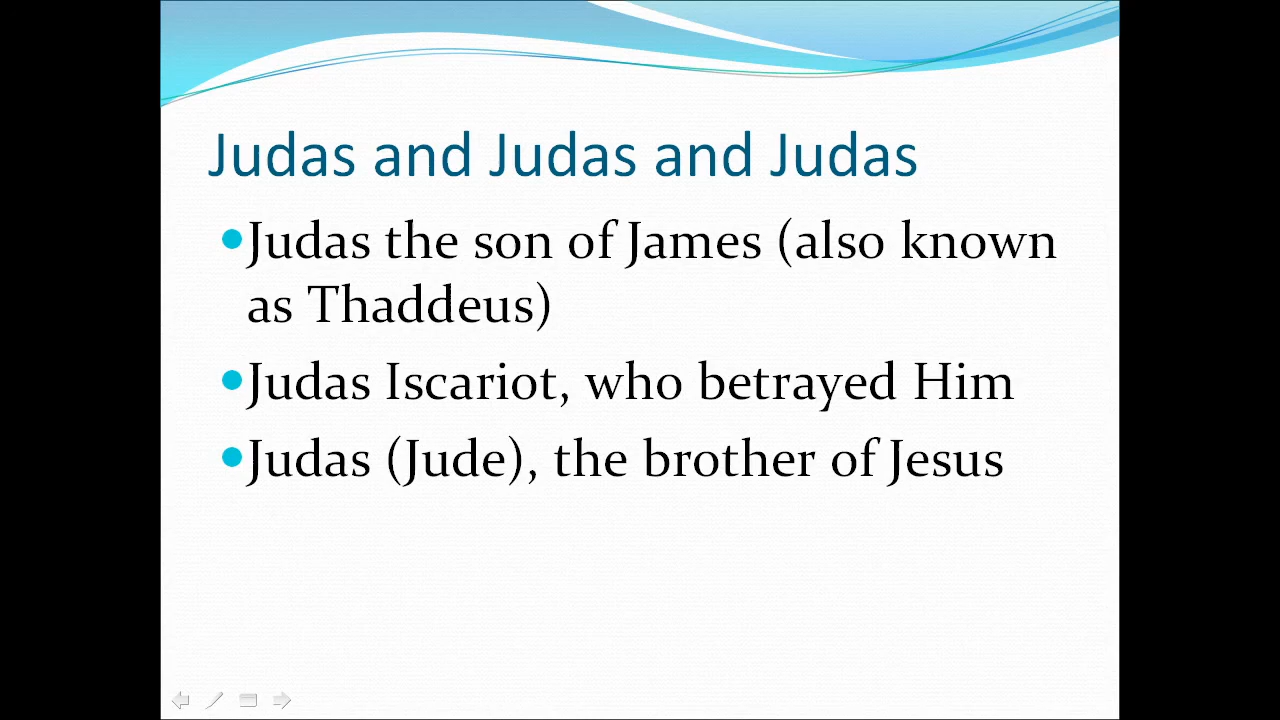 Judas and Judas and Judas
•Judas the son of James (also known
as Thaddeus)
•Judas Iscariot, who betrayed Him
•Judas (Jude), the brother of Jesus